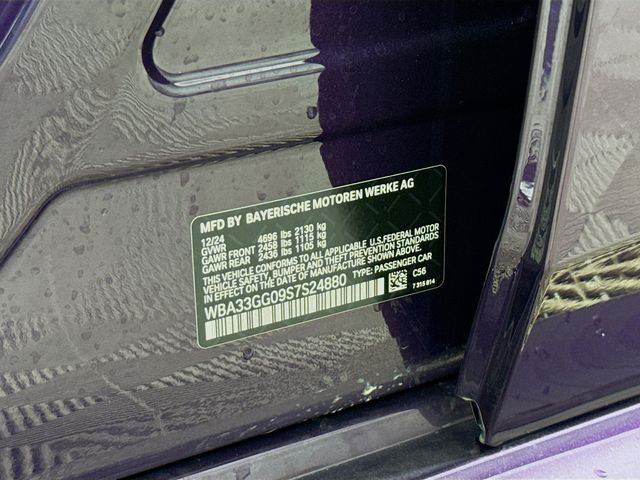 MFD BY BAYERISCHE MOTOREN WERKE AG
12/24
GVWR 4696 lbs 2130 kg
GAWR FRONT 2458 lbs 1115 kg
GAWR REAR 2436 lbs 1105 kg
THIS VEHICLE CONFORMS TO ALL APPLICABLE U.S.FEDERAL MOTOR
VEHICLE SAFETY, BUMPER AND THEFT PREVENTION STANDARDS IN
EFFECT ON THE DATE OF MANUFACTURE SHOWN ABOVE.
WBA33GG09S7S24880 TYPE: PASSENGER CAR
C56
7 315 814